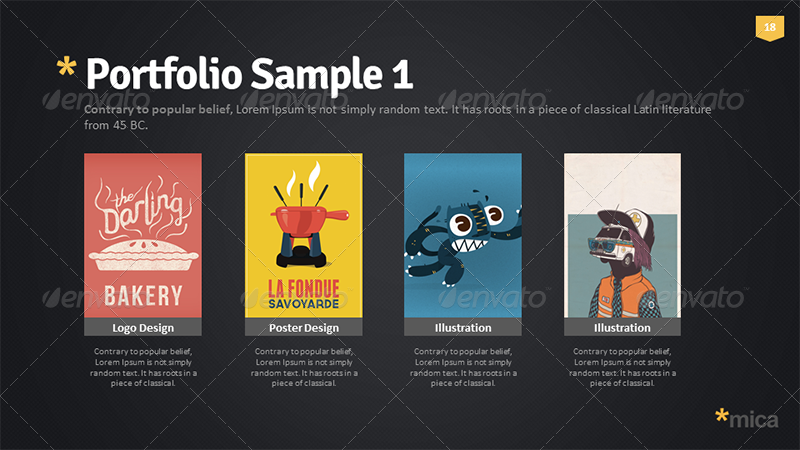 18
* Portfolio Sample 1
Contrary to popular belief, Lorem Ipsum is not simply random text. It has roots in a piece of classical Latin literature
from 45 BC.
envato envato envato envato
the
Darling
BAKERY
LA FONDUE
SAVOYARDE
envato envato envato envato
Logo Design
Poster Design
Illustration
Illustration
Contrary to popular belief,
Lorem Ipsum is not simply
random text. It has roots in a
piece of classical.
Contrary to popular belief,
Lorem Ipsum is not simply
random text. It has roots in a
piece of classical.
Contrary to popular belief,
Lorem Ipsum is not simply
random text. It has roots in a
piece of classical.
Contrary to popular belief,
Lorem Ipsum is not simply
random text. It has roots in a
piece of classical.
*mica